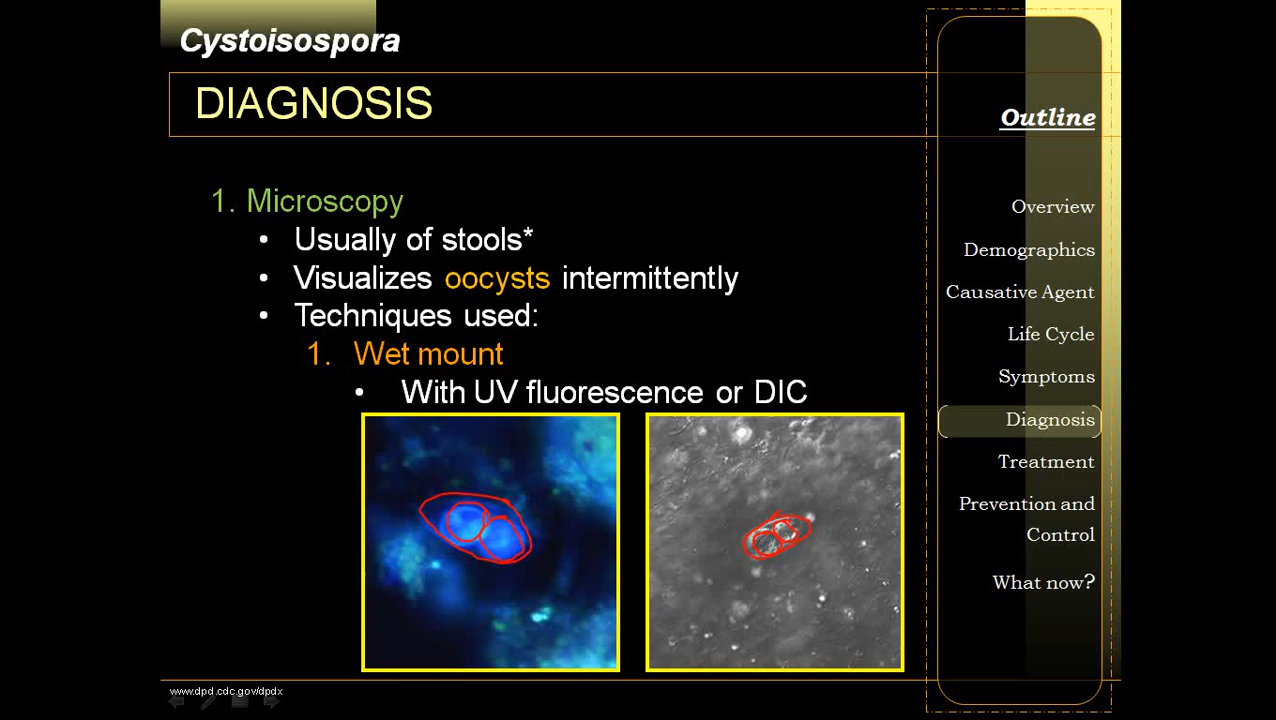 Cystoisospora
DIAGNOSIS
1. Microscopy
• Usually of stools*
• Visualizes oocysts intermittently
• Techniques used:
1. Wet mount
• With UV fluorescence or DIC
www.dpd.cdc.gov/dpdx
Outline
Overview
Demographics
Causative Agent
Life Cycle
Symptoms
Diagnosis
Treatment
Prevention and
Control
What now?